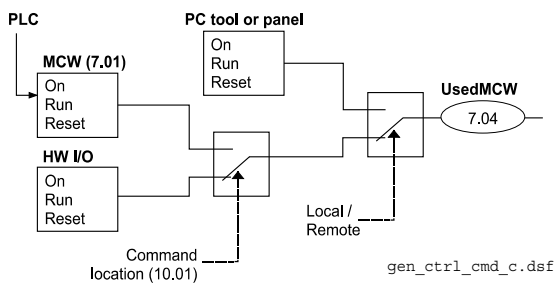 PLC
PC tool or panel
On
Run
Reset
MCW (7.01)
On
Run
Reset
UsedMCW
7.04
HW I/O
On
Run
Reset
Local /
Remote
Command
location (10.01)
gen_ctrl_cmd_c.dsf